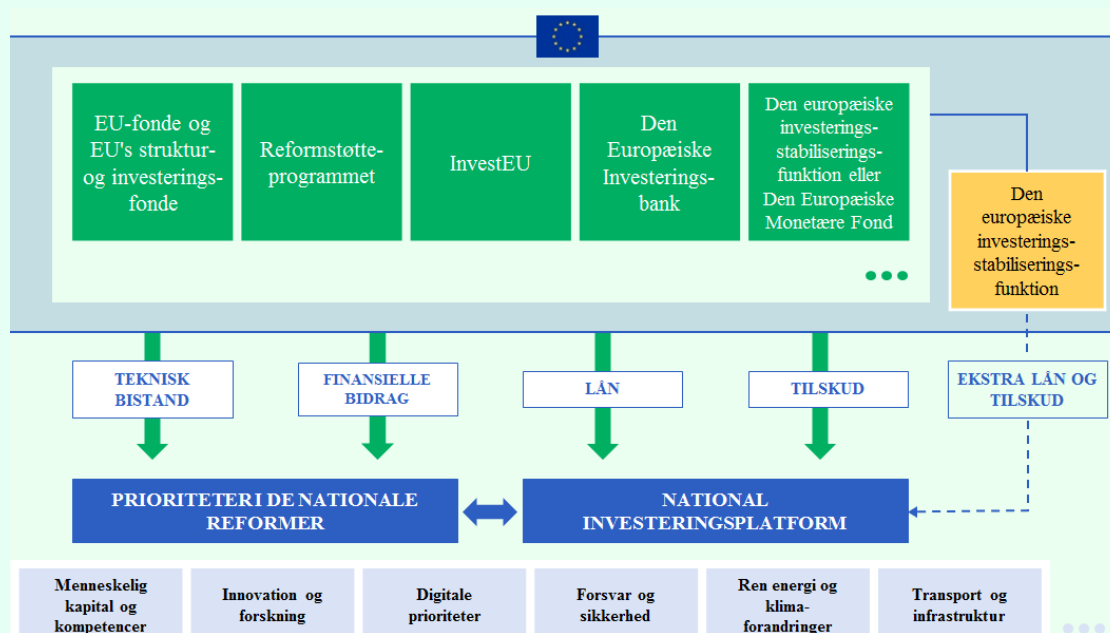 EU-fonde og
EU's struktur-
og investerings-
fonde
Reformstøtte-
programmet
InvestEU
Den
Europæiske
Investerings-
bank
Den europæiske
investerings-
stabiliserings-
funktion eller
Den Europæiske
Monetære Fond
Den
europæiske
investerings-
stabiliserings-
funktion
TEKNISK
BISTAND
FINANSIELLE
BIDRAG
LÅN
TILSKUD
EKSTRA LÅN OG
TILSKUD
PRIORITETER I DE NATIONALE
REFORMER
NATIONAL
INVESTERINGSPLATFORM
Menneskelig
kapital og
kompetencer
Innovation og
forskning
Digitale
prioriteter
Forsvar og
sikkerhed
Ren energi og
klima-
forandringer
Transport og
infrastruktur